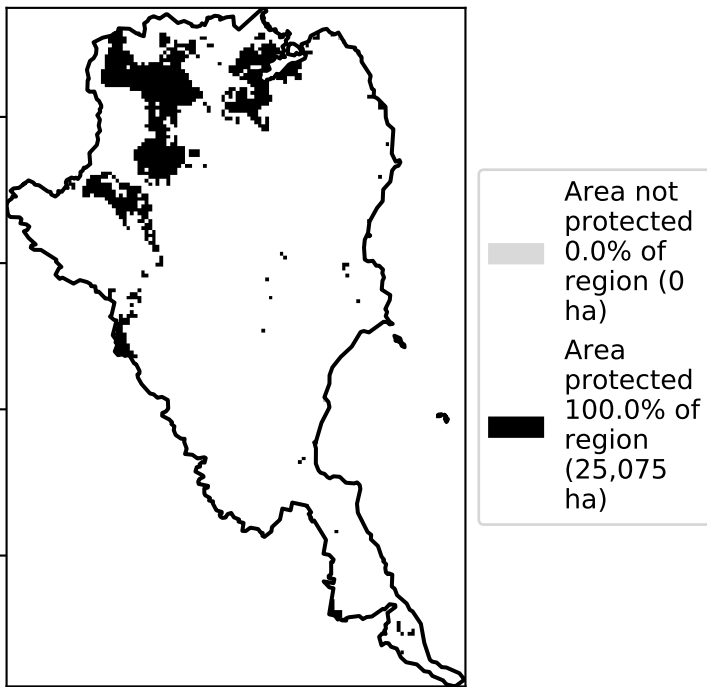 Area not
protected
0.0% of
region (0
ha)
Area
protected
100.0% of
region
(25,075
ha)